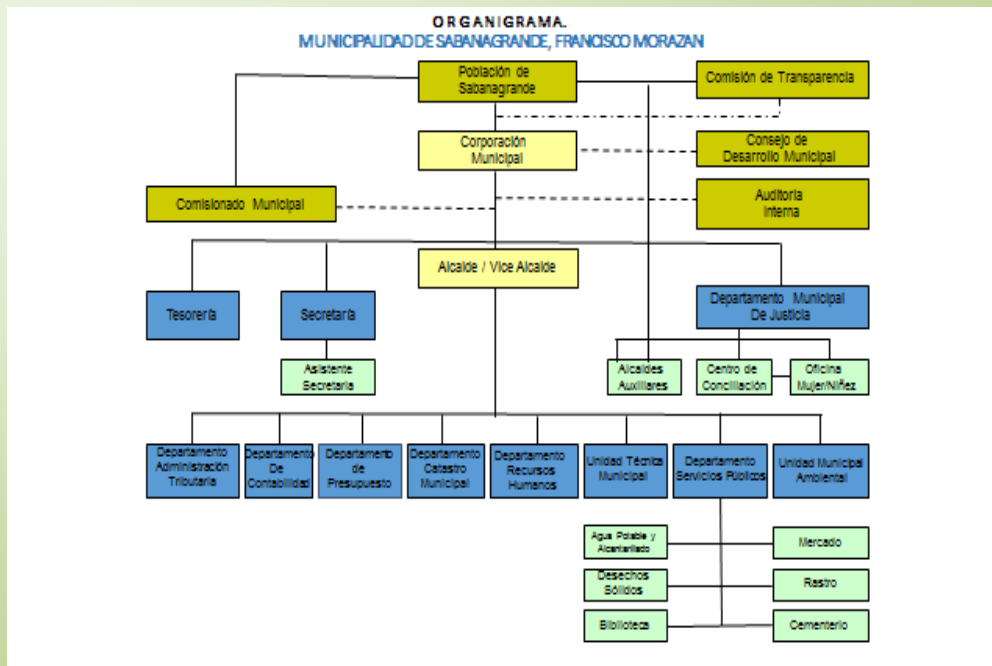 ORGANIGRAMA.
MUNICIPALIDAD DE SABANAGRANDE, FRANCISCO MORAZAN
Población de
Sabanagrande
Comisión de Transparencia
Corporación
Municipal
Consejo de
Desarrollo Municipal
Comisionado Municipal
Auditoria
Interna
Alcalde / Vice Alcalde
Tesorería
Secretaría
Departamento Municipal
De Justicia
Asistente
Secretaria
Alcaldes
Auxiliares
Centro de
Conciliación
Oficina
Mujer/Niñez
Departamento
Administración
Tributaria
Departamento
De
Contabilidad
Departamento
de
Presupuesto
Departamento
Catastro
Municipal
Departamento
Recursos
Humanos
Unidad Técnica
Municipal
Departamento
Servicios Públicos
Unidad Municipal
Ambiental
Agua Potable y
Alcantarillado
Mercado
Desechos
Sólidos
Rastro
Biblioteca
Cementerio